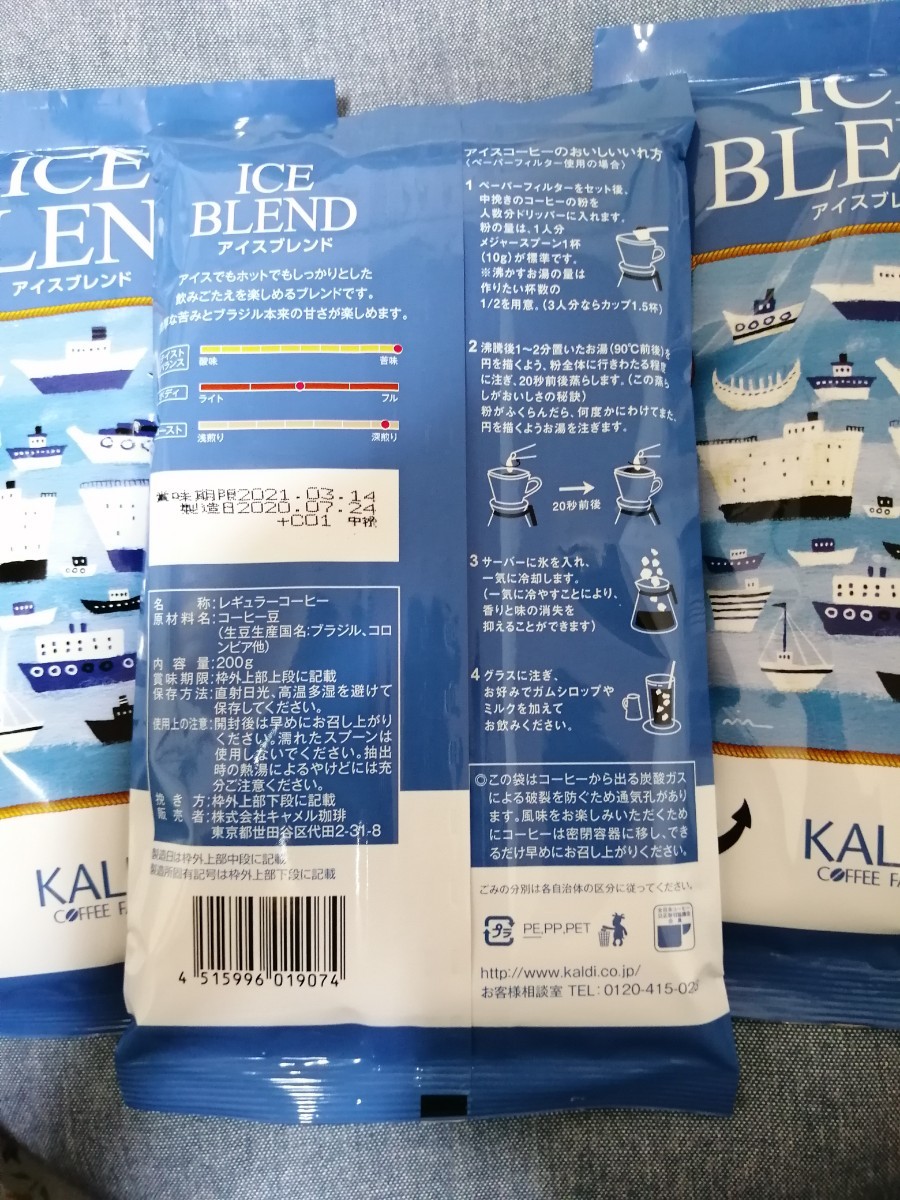 ICE
LEN
アイスブレンド
KAL
COFFEE FA
ICE
BLEND
アイスブレンド
アイスでもホットでもしっかりとした
飲みごたえを楽しめるブレンドです。
な苦みとブラジル本来の甘さが楽しめます。
イスト
バランス
酸味
苦味
ボディ
ライト
フル
ースト
浅煎り
深煎り
賞味期限2021.03.14
製造日2020.07.24
+C01 中挽
名 称:レギュラーコーヒー
原材料名:コーヒー豆
(生豆生産国名:ブラジル、コロ
ンビア他)
内容量:200g
賞味期限:枠外上部上段に記載
保存方法:直射日光、高温多湿を避けて
保存してください。
使用上の注意:開封後は早めにお召し上がり
ください。濡れたスプーンは
使用しないでください。抽出
時の熱湯によるやけどには充
分ご注意ください。
挽き方:枠外上部下段に記載
販売者:株式会社キャメル珈琲
東京都世田谷区代田2-31-8
製造日は枠外上部中段に記載
製造所固有記号は枠外上部下段に記載
4 515996 019074
アイスコーヒーのおいしいいれ方
〈ペーパーフィルター使用の場合〉
1 ペーパーフィルターをセット後、
中挽きのコーヒーの粉を
人数分ドリッパーに入れます。
粉の量は、1人分
メジャースプーン1杯
(10g)が標準です。
※沸かすお湯の量は
作りたい杯数の
1/2を用意。(3人分ならカップ1.5杯)
2 沸騰後1〜2分置いたお湯(90℃前後)を
円を描くよう、粉全体に行きわたる程度
に注ぎ、20秒前後蒸らします。(この蒸ら
しがおいしさの秘訣)
粉がふくらんだら、何度かにわけてまた、
円を描くようお湯を注ぎます。
20秒前後
3 サーバーに氷を入れ、
一気に冷却します。
(一気に冷やすことにより、
香りと味の消失を
抑えることができます)
4 グラスに注ぎ、
お好みでガムシロップや
ミルクを加えて
お飲みください。
◎この袋はコーヒーから出る炭酸ガス
による破裂を防ぐため通気孔があり
ます。風味をお楽しみいただくため
にコーヒーは密閉容器に移し、でき
るだけ早めにお召し上がりください。
ごみの分別は各自治体の区分に従ってください。
プラ
PE,PP,PET
http://www.kaldi.co.jp/
お客様相談室 TEL:0120-415-02
IC
BLE
アイスブレ
KAL
COFFEE FA